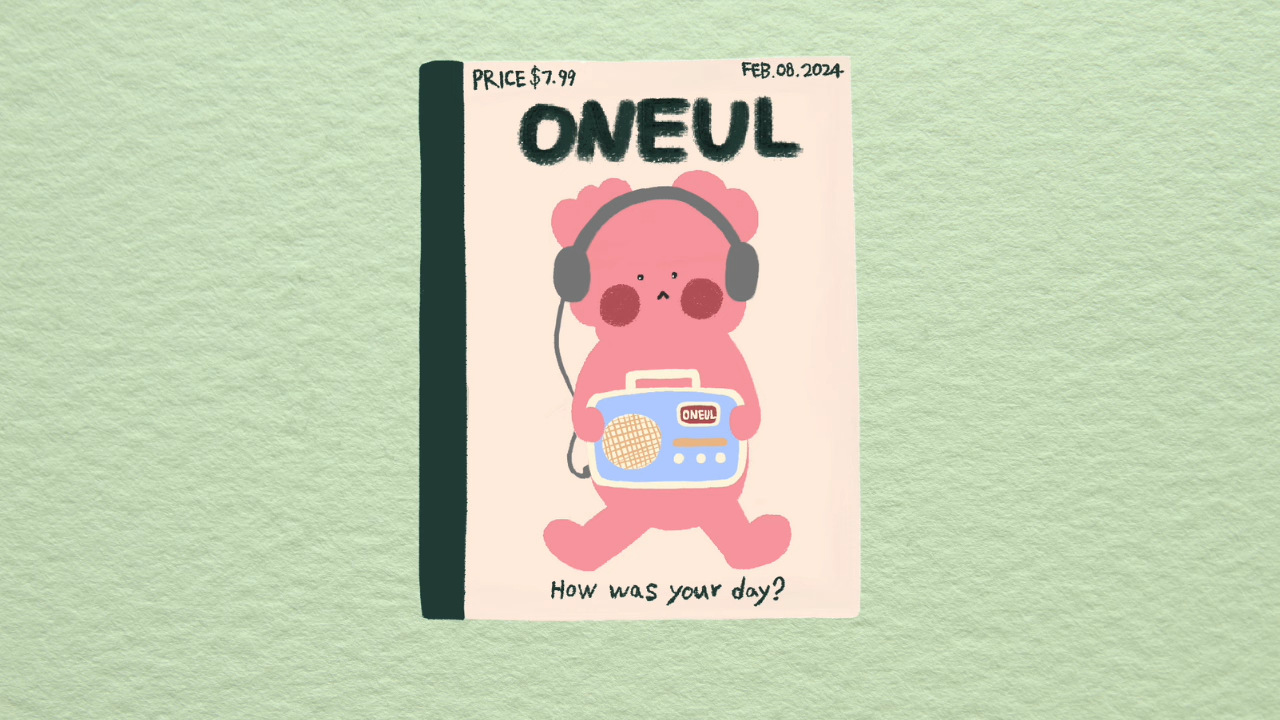 PRICE $7.99
FEB.08.2024
ONEUL
ONEUL
How was your day?